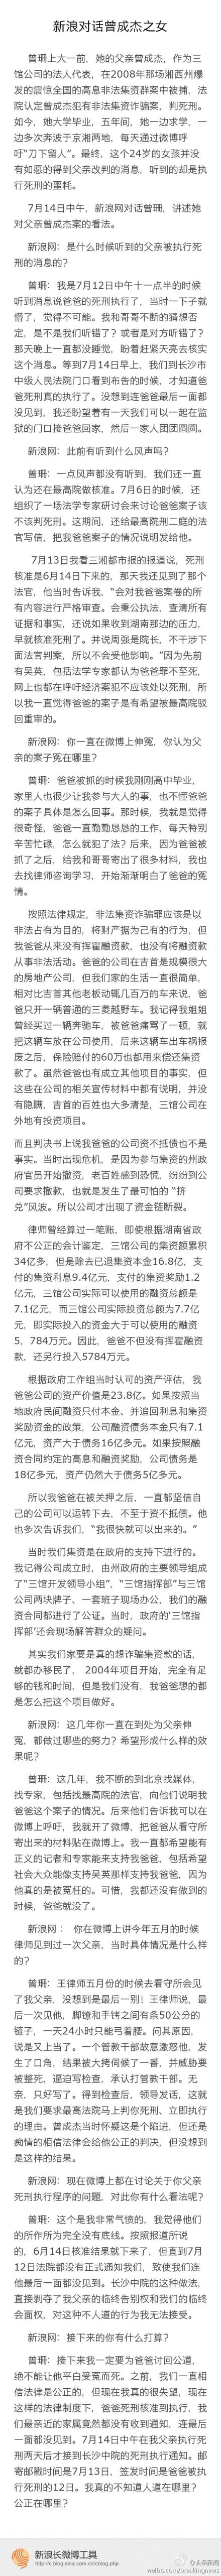 新浪对话曾成杰之女
曾珊上大一前，她的父亲曾成杰，作为三
馆公司的法人代表，在2008年那场湘西州爆
发的震惊全国的高息非法集资群案中被捕，法
院认定曾成杰犯有非法集资诈骗案，判死刑。
如今，她大学毕业，五年间，她一边求学，一
边多次奔波于京湘两地，每天通过微博呼
吁“刀下留人”。最终，这个24岁的女孩并没
有如愿的得到父亲改判的消息，听到的却是执
行死刑的噩耗。
7月14日中午，新浪网对话曾珊，讲述她
对父亲曾成杰案的看法。
新浪网：是什么时候听到的父亲被执行死
刑的消息的？
曾珊：我是7月12日中午十一点半的时候
听到消息说爸爸的死刑执行了，当时一下子就
懵了，觉得不可能。我和哥哥不断的猜想否
定，是不是我们听错了？或者是对方听错了？
那天晚上一直都没睡觉，盼着赶紧天亮去核实
这个消息。等到7月14日早上，我们到长沙市
中级人民法院门口看到布告的时候，才知道爸
爸死刑真的执行了。没想到连爸爸最后一面都
没见到，我还盼望着有一天我们可以一起在监
狱的门口接爸爸回家，然后一家人团团圆圆。
新浪网：此前有听到什么风声吗？
曾珊：一点风声都没有听到，我们还一直
认为还在最高院做核准。7月6日的时候，还
组织了一场法学专家研讨会来讨论爸爸案子该
不该判死刑。这期间，还给最高院刑二庭的法
官写信，把我爸爸案子的情况说明发给他。
7月13日我看三湘都市报的报道说，死刑
核准是6月14日下来的，那天我还见到了那个
法官，他当时告诉我，“会对我爸爸案卷的所
有内容进行严格审查。会秉公执法，查清所有
证据和事实，还说如果收到湖南那边的压力，
早就核准死刑了。并说周强是院长，不干涉下
面法官判案，所以不会受他影响。”因为先前
有吴英，包括法学专家都认为爸爸罪不至死，
网上也都在呼吁经济案犯不应该处以死刑，所
以我一直觉得爸爸的案子是有希望被最高院驳
回重审的。
新浪网：你一直在微博上伸冤，你认为父
亲的案子冤在哪里？
曾珊：爸爸被抓的时候我刚刚高中毕业，
家里人也很少让我参与大人的事，也不懂爸爸
的案子具体是怎么回事。那时候，我就是觉得
很奇怪，爸爸一直勤勤恳恳的工作，每天特别
辛苦忙碌，怎么就犯了法？后来，因为爸爸被
抓了之后，给我和哥哥寄出了很多材料，我也
去找律师咨询学习，开始渐渐明白了爸爸的冤
情。
按照法律规定，非法集资诈骗罪应该是以
非法占有为目的，将财产据为己有的行为，但
我爸爸从来没有挥霍融资款，也没有将融资款
从事非法活动。爸爸的公司在吉首是规模很大
的房地产公司，但我们家的生活一直很简单，
相对比吉首其他老板动辄几百万的车来说，爸
爸只开一辆普通的三菱越野车。我记得我姐姐
曾经买过一辆奔驰车，被爸爸痛骂了一顿，就
把这辆车放在公司使用，后来这辆车出车祸报
废之后，保险赔付的60万也都用来偿还集资
款了。虽然爸爸也有成立其他项目的事实，但
这些在公司的相关宣传材料中都有说明，并没
有隐瞒，吉首的百姓也大多清楚，三馆公司在
外地有投资项目。
而且判决书上说我爸爸的公司资不抵债也不是
事实。当时出现危机，是因为参与集资的州政
府官员开始撤资，老百姓感到恐慌，纷纷到公
司要求撤款，也就是发生了最可怕的 “挤
兑”风波。所以公司才出现了资金链断裂。
律师曾经算过一笔账，即使根据湖南省政
府不公正的会计鉴定，三馆公司的集资额累积
34亿多，但是除去已退集资本金16.8亿，支
付的集资利息9.4亿元，支付的集资奖励1.2
亿元，三馆公司实际可以使用的融资总额是
7.1亿元，而三馆公司实际投资总额为7.7亿
元，即实际投入的资金大于可以使用的融资
5，784万元。因此，爸爸不但没有挥霍融资
款，还另行投入5784万元。
根据政府工作组当时认可的资产评估，我
爸爸公司的资产价值是23.8亿。如果按照当
地政府民间融资只付本金、并追回利息和集资
奖励资金的政策，公司融资债务本金只有7.1
亿元，资产大于债务16亿多元。如果按照融
资合同约定的高息和融资奖励，公司债务是
18亿多元，资产仍然大于债务5亿多元。
所以我爸爸在被关押之后，一直都坚信自
己的公司可以运转下去，不至于资不抵债。他
也多次告诉我们，“我很快就可以出来的。”
当时我们集资是在政府的支持下进行的。
我记得公司成立时，由州政府的主要领导组成
了“三馆开发领导小组”，“三馆指挥部”与三馆
公司两块牌子、一套班子现场办公，我们的融
资合同都进行了公证。当时，政府的‘三馆指
挥部’还会现场解答群众的疑问。
其实我们家要是真的想诈骗集资款的话，
就都办移民了， 2004年项目开始，完全有足
够的钱和时间，但是我们没有，我爸爸想的都
是怎么把这个项目做好。
新浪网：这几年你一直在到处为父亲伸
冤，都做过哪些的努力？希望形成什么样的效
果呢？
曾珊：这几年，我不断的到北京找媒体，
找专家，包括找最高院的法官，向他们说明我
爸爸这个案子的情况。后来他们告诉我可以在
微博上呼吁，我就开了微博，把爸爸从看守所
寄出来的材料贴在微博上。我一直都希望能有
正义的记者和专家能来支持我爸爸，包括希望
社会大众能像支持吴英那样支持我爸爸，因为
他真的是被冤枉的。可惜，我都还没有做到的
时候，爸爸就没了。
新浪网 ： 你在微博上讲今年五月的时候
律师见到过一次父亲，当时具体情况是什么样
的？
曾珊：王律师五月份的时候去看守所会见
了我父亲，没想到是最后一别！王律师说，最
后一次见他，脚镣和手铐之间有条50公分的
链子，一天24小时只能弓着腰。问其原因，
说是又上当了。一个管教干部故意激怒他，发
生了口角，结果被大铐伺候了一番，并威胁要
被整死，逼迫写检查，承认打管教干部。无
奈，只好写了。得到检查后，领导发话，这就
是我们要求最高法院马上判你死刑、立即执行
的理由。曾成杰当时怀疑这是个陷进，但还是
痴情的相信法律会给他公正的判决，但没想到
是这样的结果。
新浪网：现在微博上都在讨论关于你父亲
死刑执行程序的问题，对此你有什么看法呢？
曾珊：这个是我非常气愤的，我觉得他们
的所作所为完全没有底线。按照报道所说
的，6月14日核准结果就下来了，但直到7月
12日法院都没有正式通知我们，致使我们连
他最后一面都没见到。长沙中院的这种做法，
直接剥夺了我父亲的临终告别权和我们的临终
会面权，对这种不人道的行为我无法接受。
新浪网：接下来的你有什么打算？
曾珊：接下来我一定要为爸爸讨回公道，
绝不能让他平白受冤而死。之前，我们一直相
信法律是公正的，但现在我真的很失望，现在
这样的法律制度下，爸爸死刑核准到执行，我
们最亲近的家属竟然都没有收到通知，连最后
一面都没见到。7月14日中午在我父亲执行死
刑两天后才接到长沙中院的死刑执行通知。邮
寄邮戳时间是7月13日，签发时间是爸爸被执
行死刑的12日。我真的不知道人道在哪里？
公正在哪里？
新浪长微博工具
http://c.blog.sina.com.cn/cblog.php
@头条新闻
weibo.com/breakingnews